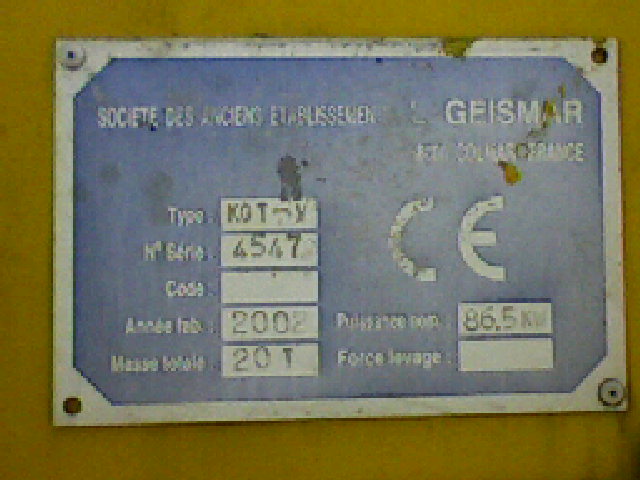 SOCIETE DES ANCIENS ETABLISSEMENTS L. GEISMAR
COLMAR FRANCE
Type :
N° Série : 4547
Code :
Année fab. : 2002
Puissance nom. : 86.5 KW
Masse totale : 20 T
Force levage :
CE